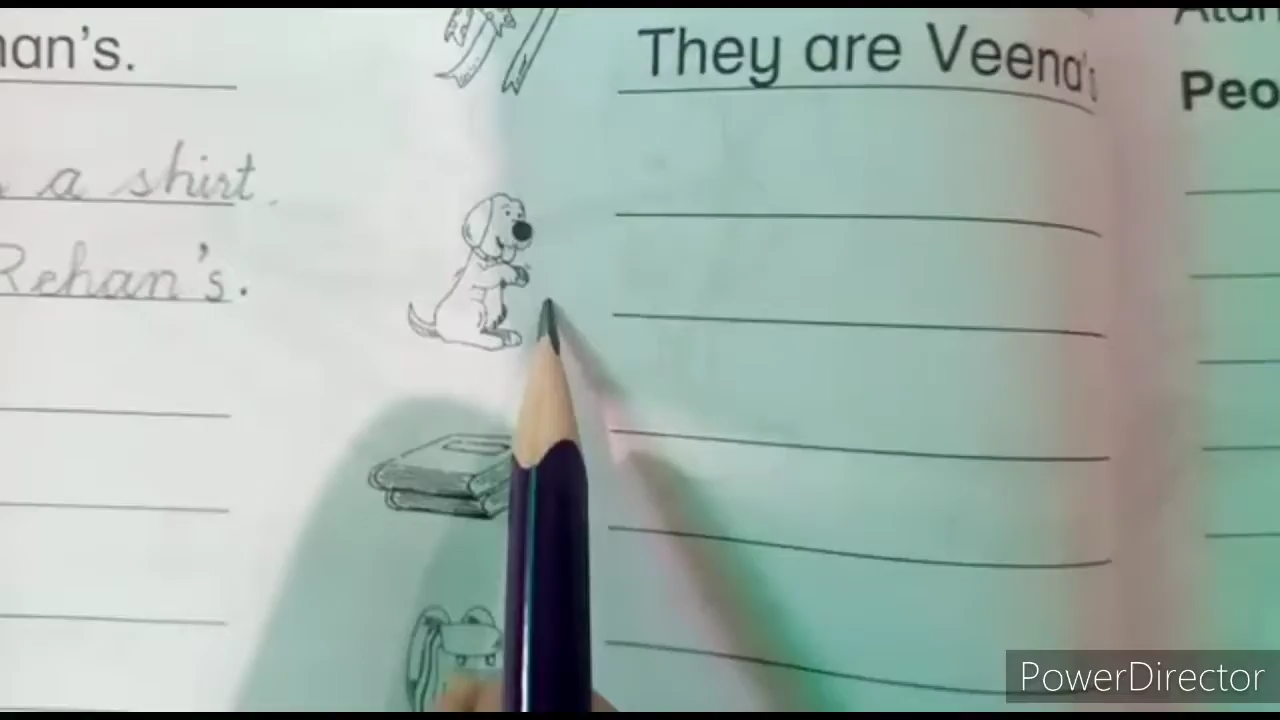 han's.
a shirt.
Rehan's.
They are Veena's
Peo
PowerDirector